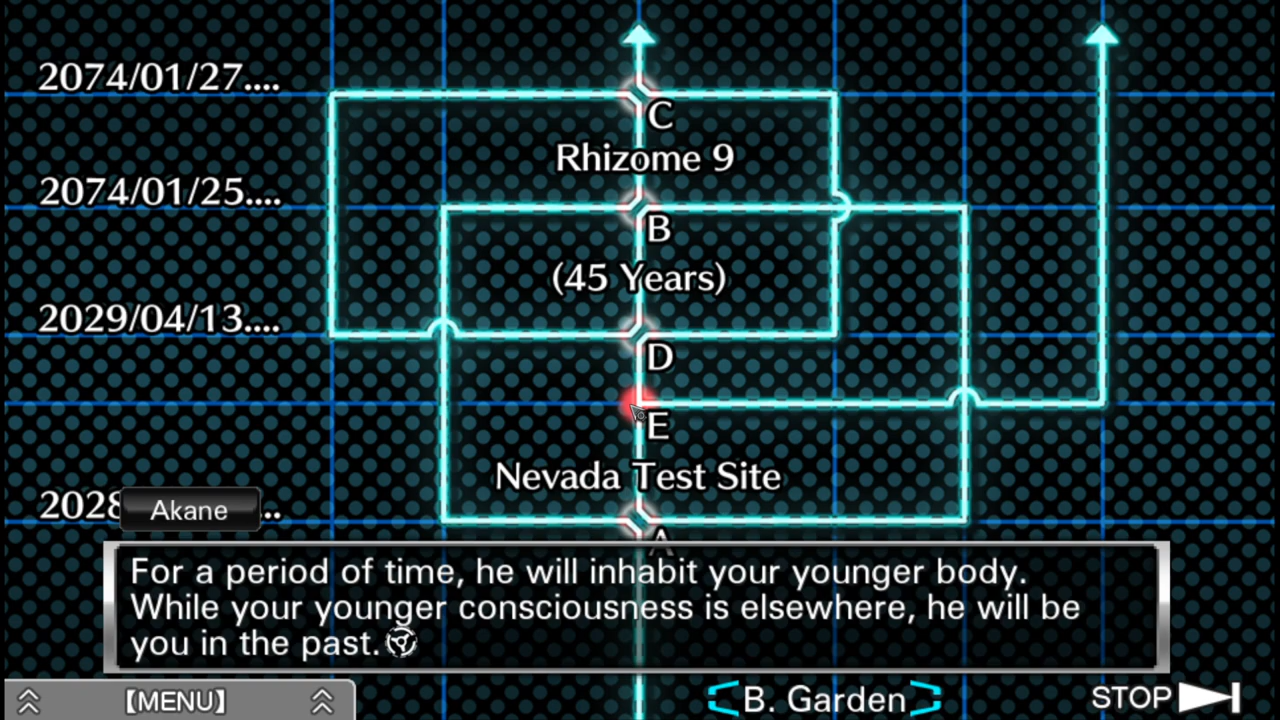 2074/01/27....
C
Rhizome 9
2074/01/25....
B
(45 Years)
2029/04/13....
D
E
Nevada Test Site
2028
..
A
Akane
For a period of time, he will inhabit your younger body.
While your younger consciousness is elsewhere, he will be
you in the past.
【MENU】
B. Garden
STOP